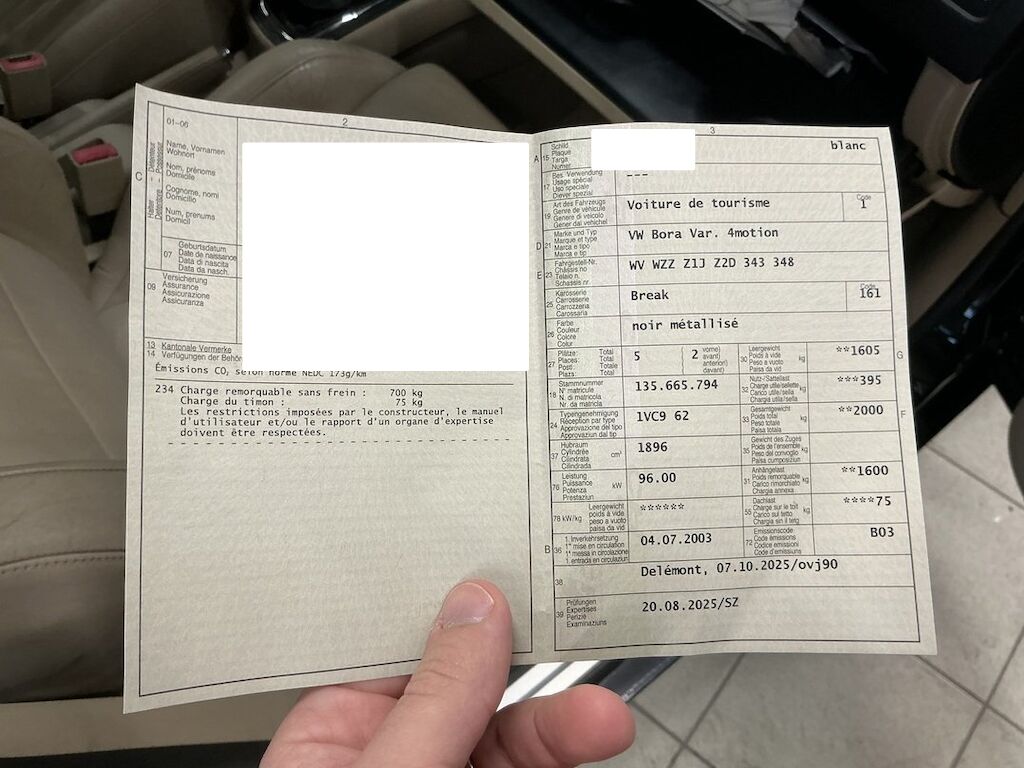 2
01–06
Name, Vornamen
Wohnort
Nom, prénoms
Domicile
Cognome, nomi
Domicilio
Num, prenums
Domicil
C
07
Geburtsdatum
Date de naissance
Data di nascita
Data da nasch.
09
Versicherung
Assurance
Assicurazione
Assicuranza
13 Kantonale Vermerke
14 Verfügungen der Behör
Émissions CO₂ selon norme NEDC 173g/km
234 Charge remorquable sans frein : 700 kg
Charge du timon : 75 kg
Les restrictions imposées par le constructeur, le manuel
d'utilisateur et/ou le rapport d'un organe d'expertise
doivent être respectées.
3
A 15 Schild
Plaque
Targa
Numer
blanc
17 Bes. Verwendung
Usage spécial
Uso speciale
Diever spezial
---
19 Art des Fahrzeugs
Genre de véhicule
Genere di veicolo
Gener dal vehichel
Voiture de tourisme
Code
1
D 21 Marke und Typ
Marque et type
Marca e tipo
Marca e tip
VW Bora Var. 4motion
E 23 Fahrgestell-Nr.
Châssis no
Telaio n.
Schassis nr
WV WZZ Z1J Z2D 343 348
25 Karosserie
Carrosserie
Carrozzeria
Carossaria
Break
Code
161
26 Farbe
Couleur
Colore
Colur
noir métallisé
27 Plätze: Total
Places: Total
Posti: Totale
Plazs: Total
5
2 vorne)
avant)
anteriori)
davant)
30 Leergewicht
Poids à vide
Peso a vuoto
Paisa da vid
kg
**1605
G
18 Stammnummer
N° matricule
N. di matricola
Nr. da matricla
135.665.794
32 Nutz-/Sattellast
Charge utile/sellette
Carico utile/sella
Chargia utila/sella
***395
24 Typengenehmigung
Réception par type
Approvazione del tipo
Approvaziun dal tip
1VC9 62
33 Gesamtgewicht
Poids total
Peso totale
Paisa totala
kg
**2000
F
37 Hubraum
Cylindrée
Cilindrata
Cilindrada
cm³
1896
35 Gewicht des Zuges
Poids de l'ensemble
Peso del convoglio
Paisa cumposiziun
kg
76 Leistung
Puissance
Potenza
Prestaziun
kW
96.00
31 Anhängelast
Poids remorquable
Carico rimorchiato
Chargia annexa
kg
**1600
78 kW/kg
Leergewicht
poids à vide
peso a vuoto
paisa da vid
******
55 Dachlast
Charge sur le toit
Carico sul tetto
Chargia sin il tetg
kg
****75
B 36 1. Inverkehrsetzung
1re mise en circulation
1a messa in circolazione
1. entrada en circulaziun
04.07.2003
72 Emissionscode
Code émissions
Codice emissioni
Code d'emissiuns
B03
38
Delémont, 07.10.2025/ovj90
39 Prüfungen
Expertises
Perizie
Examinaziuns
20.08.2025/SZ